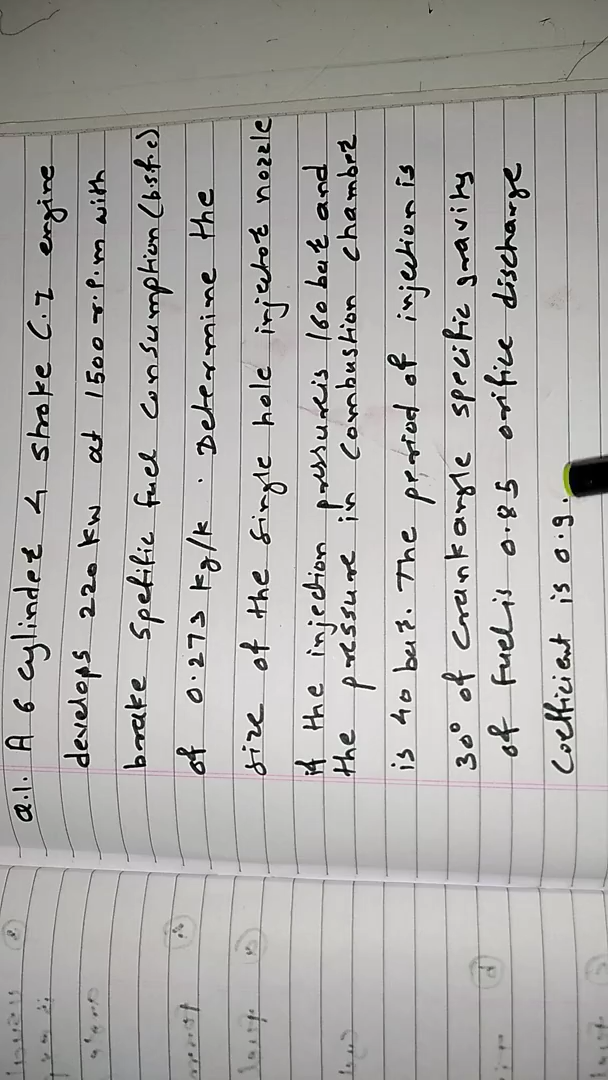 Q.1. A 6 cylinder 4 stroke C.I engine
develops 220 kW at 1500 r.p.m with
brake spetific fuel consumption (b.s.f.c)
of 0.273 kg/k. Determine the
size of the single hole injector nozzle
if the injection pressure is 160 bar and
the pressure in combustion chamber
is 40 bar. The period of injection is
30° of crank angle specific gravity
of fuel is 0.85 orifice discharge
coefficient is 0.9.